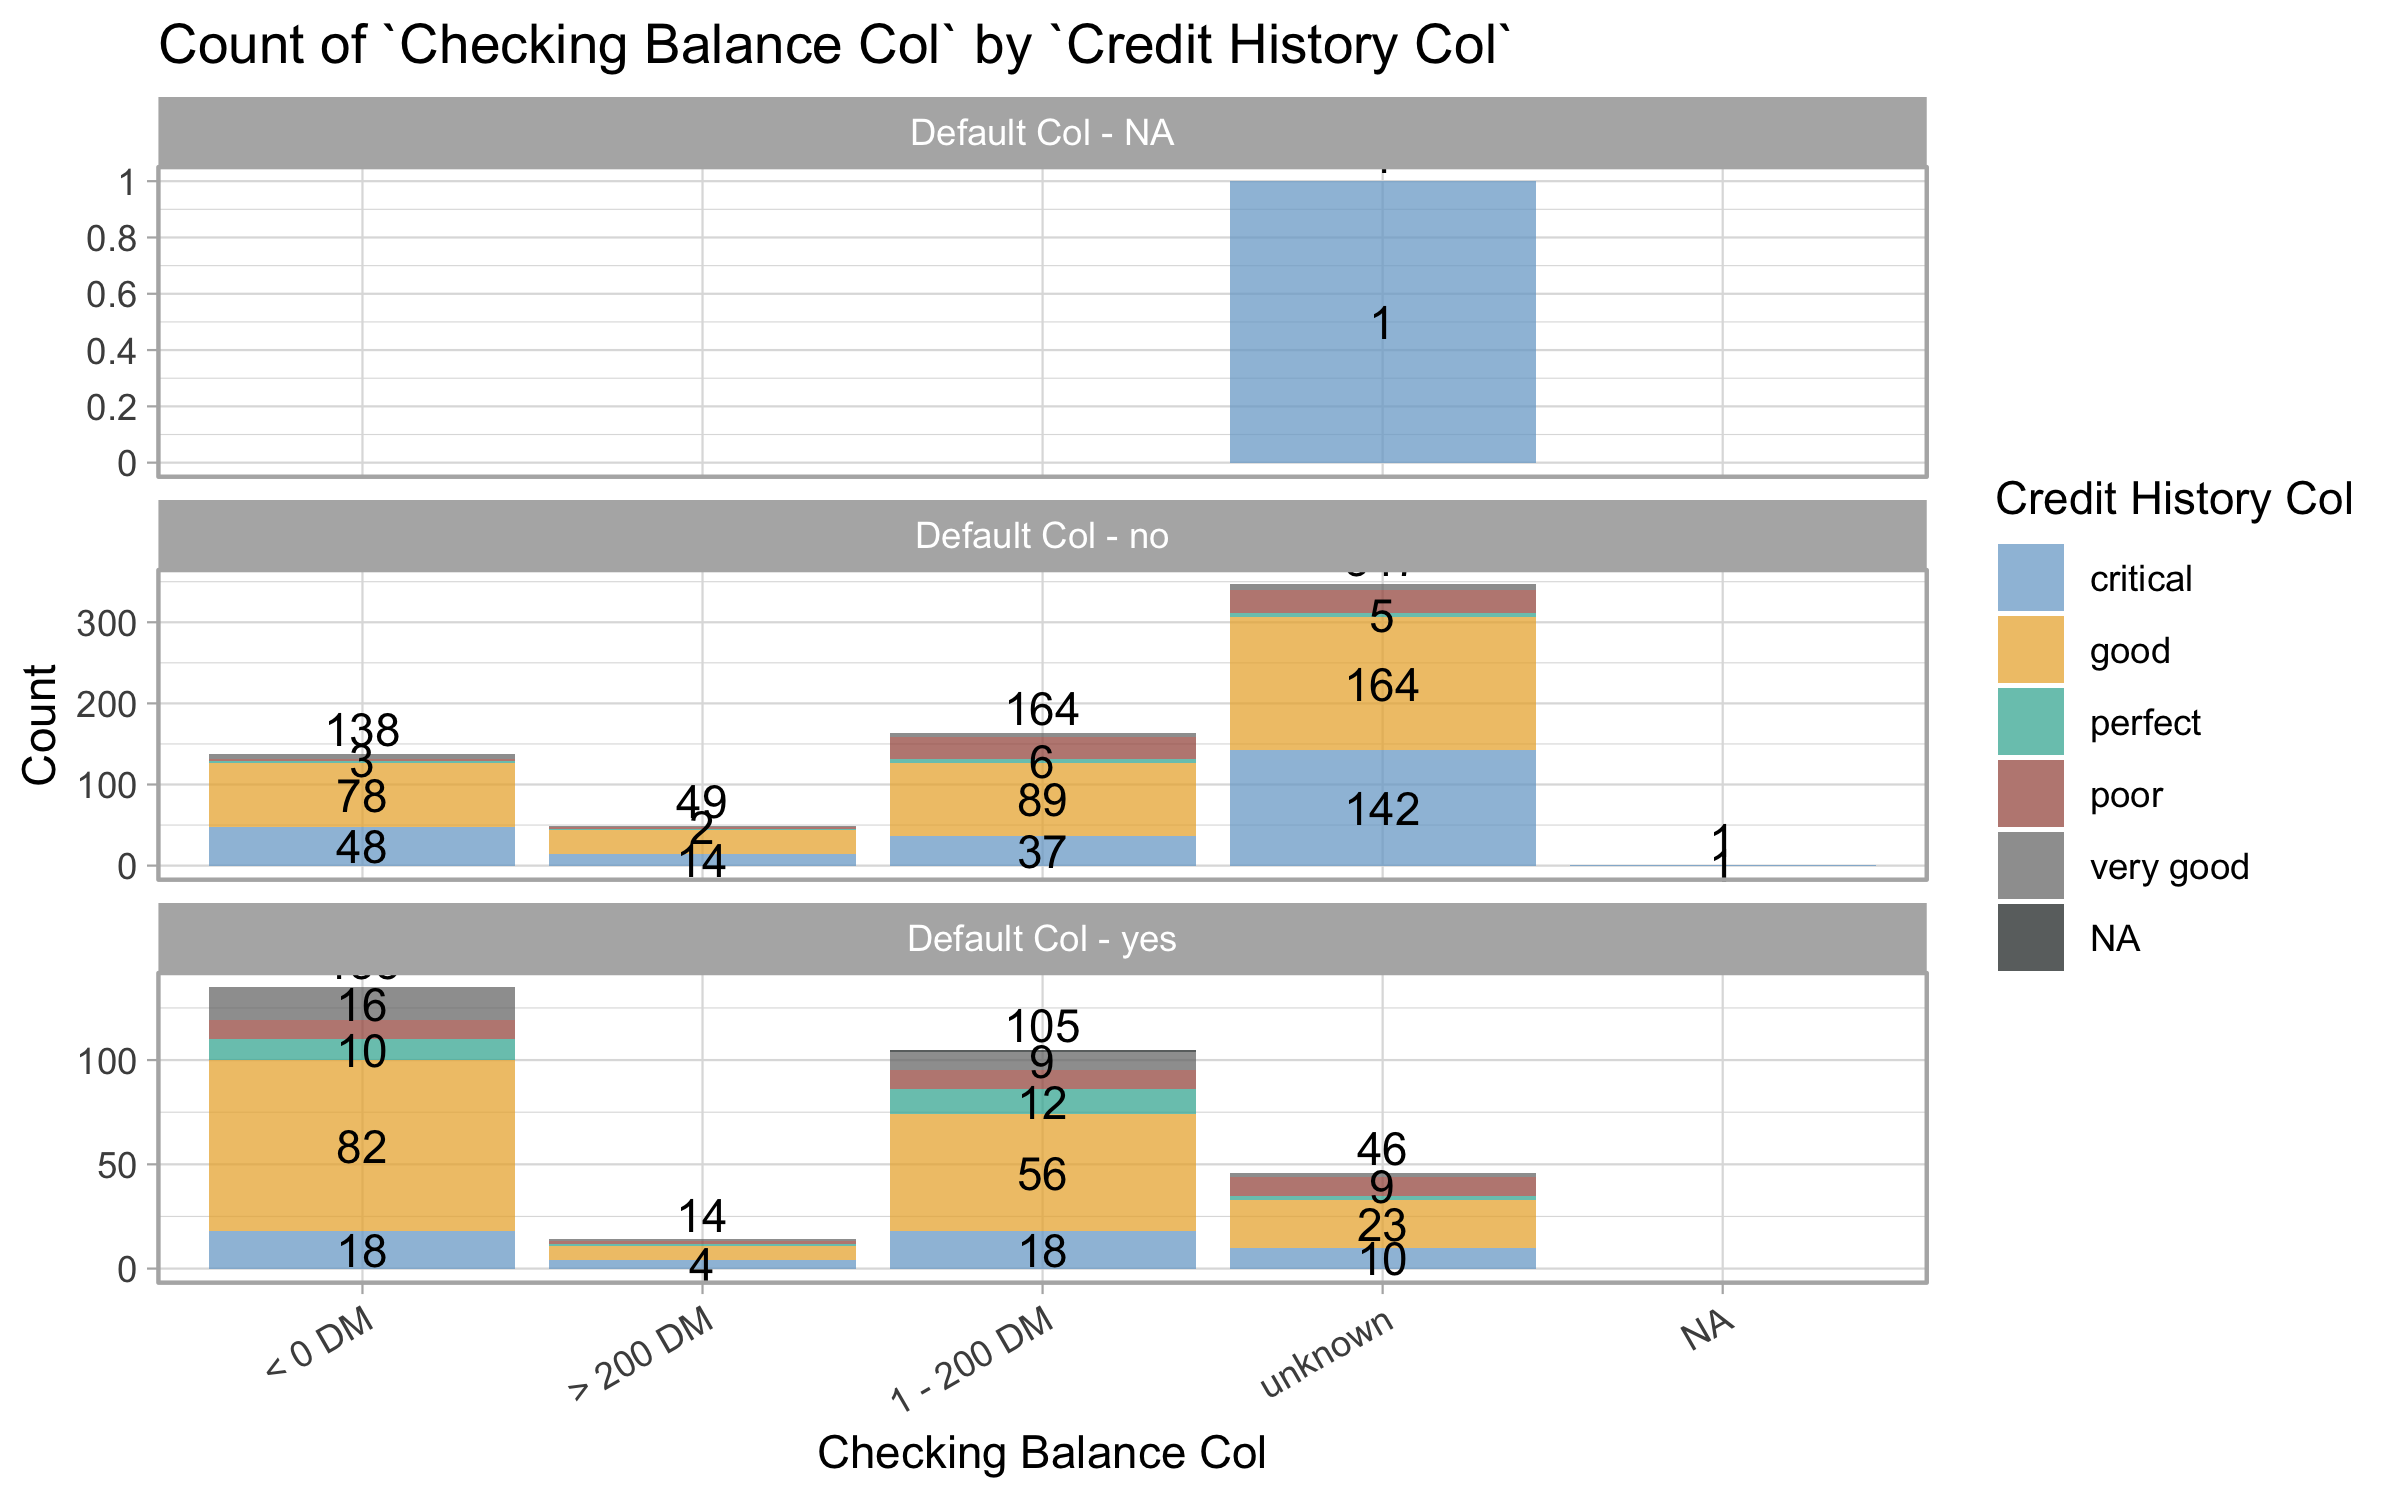 Count of `Checking Balance Col` by `Credit History Col`
Default Col - NA
1
0.8
0.6
0.4
0.2
0
1
Default Col - no
300
200
100
0
138
3
78
48
49
2
14
164
6
89
37
5
164
142
1
1
Default Col - yes
100
50
0
16
10
82
18
14
4
105
9
12
56
18
46
9
23
10
Count
< 0 DM
> 200 DM
1 - 200 DM
unknown
NA
Checking Balance Col
Credit History Col
critical
good
perfect
poor
very good
NA